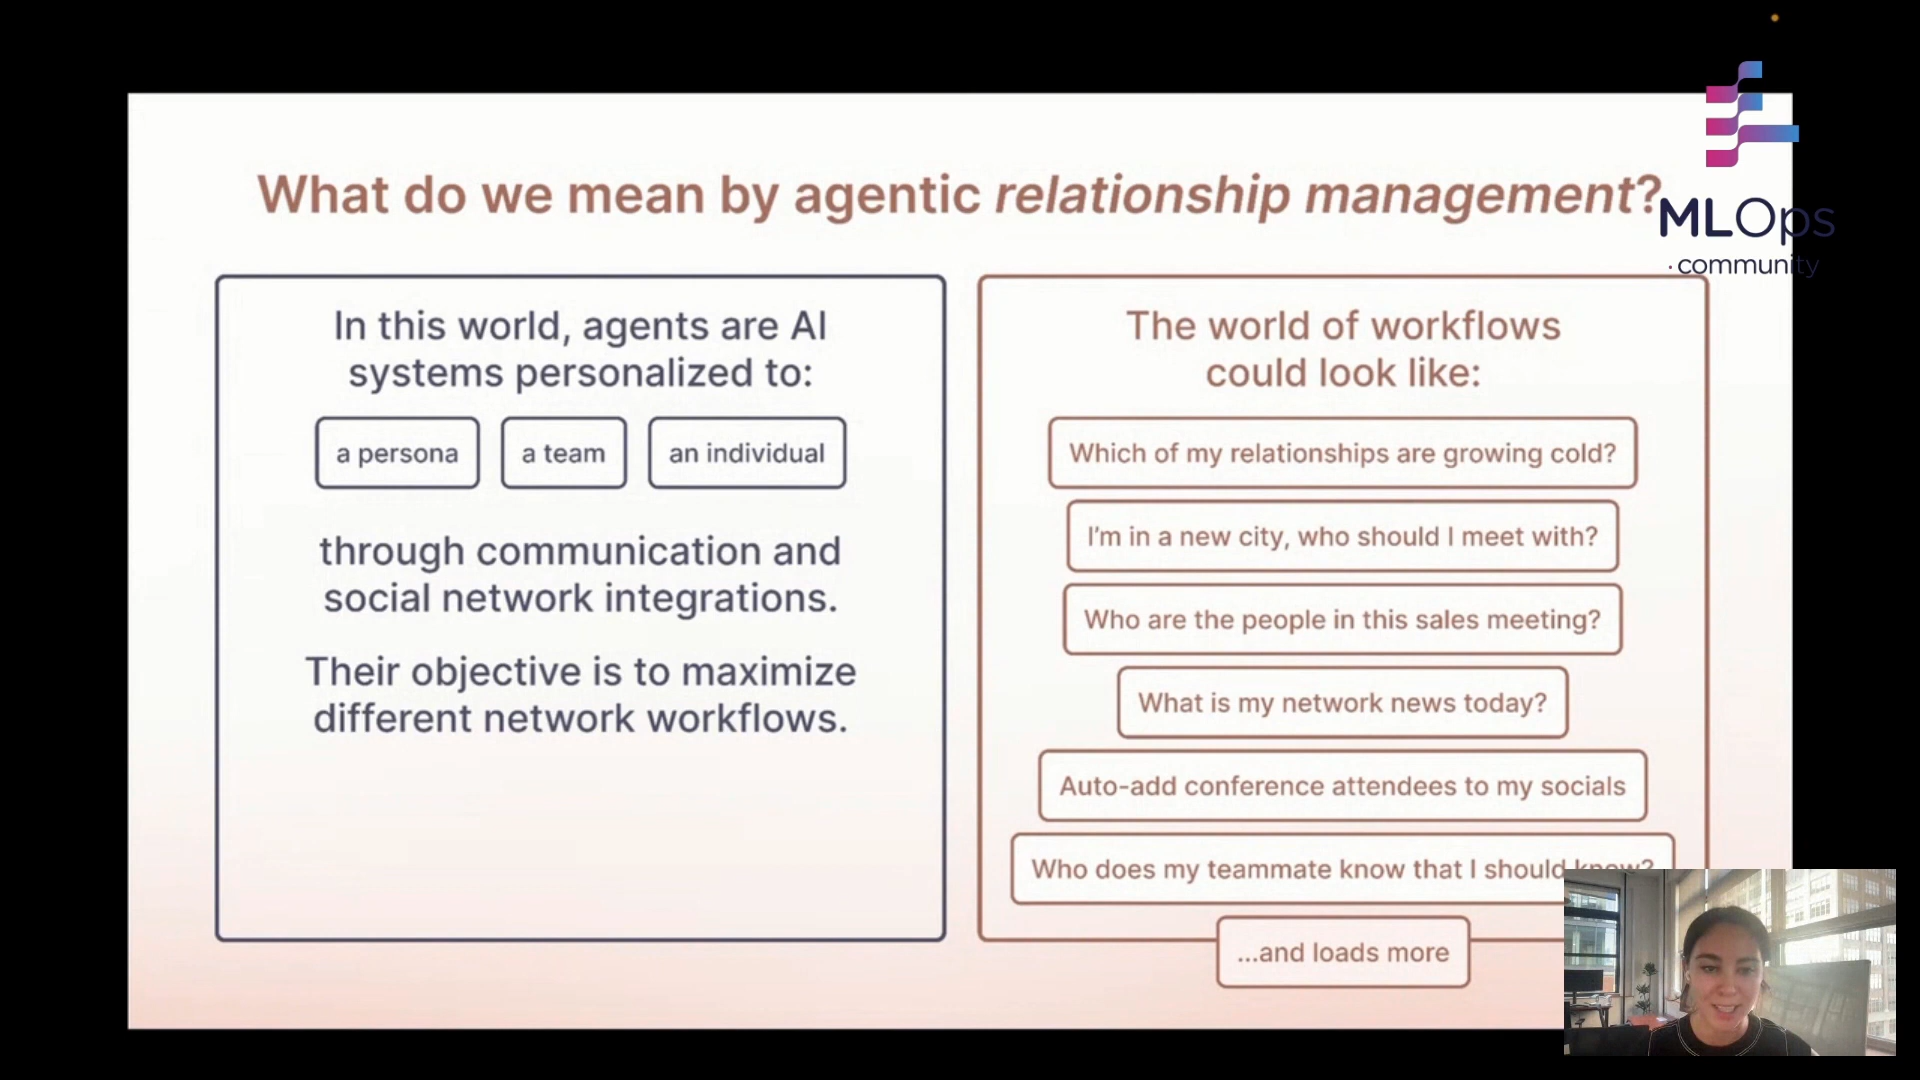 What do we mean by agentic relationship management?
MLOps
community
In this world, agents are AI
systems personalized to:
a persona
a team
an individual
through communication and
social network integrations.
Their objective is to maximize
different network workflows.
The world of workflows
could look like:
Which of my relationships are growing cold?
I'm in a new city, who should I meet with?
Who are the people in this sales meeting?
What is my network news today?
Auto-add conference attendees to my socials
Who does my teammate know that I should know?
...and loads more